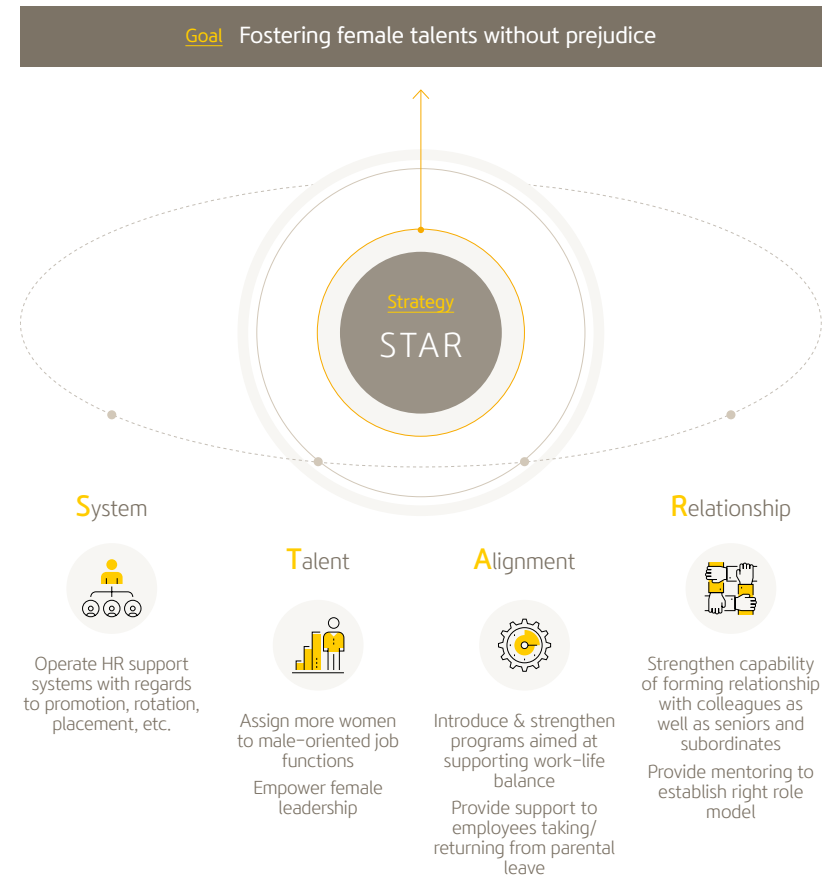 Goal Fostering female talents without prejudice
Strategy
STAR
System
Operate HR support
systems with regards
to promotion, rotation,
placement, etc.
Talent
Assign more women
to male-oriented job
functions
Empower female
leadership
Alignment
Introduce & strengthen
programs aimed at
supporting work-life
balance
Provide support to
employees taking/
returning from parental
leave
Relationship
Strengthen capability
of forming relationship
with colleagues as
well as seniors and
subordinates
Provide mentoring to
establish right role
model